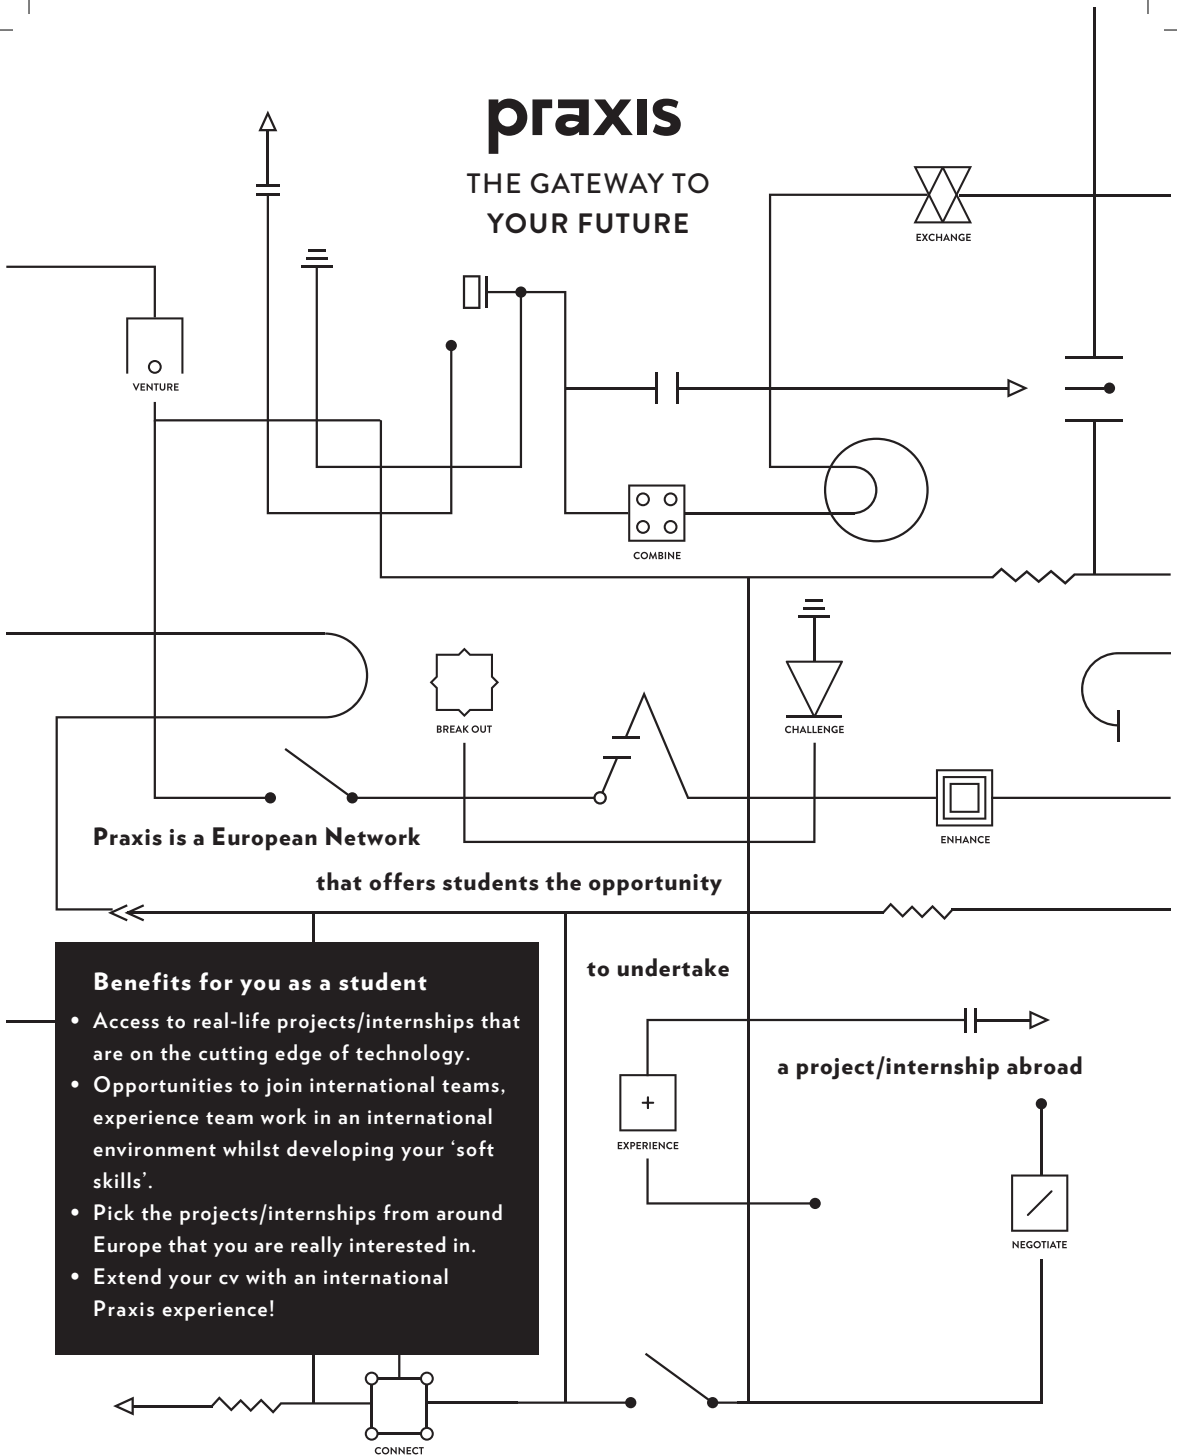 praxis
THE GATEWAY TO
YOUR FUTURE
EXCHANGE
VENTURE
COMBINE
BREAK OUT
CHALLENGE
ENHANCE
Praxis is a European Network
that offers students the opportunity
to undertake
a project/internship abroad
Benefits for you as a student
• Access to real-life projects/internships that
are on the cutting edge of technology.
• Opportunities to join international teams,
experience team work in an international
environment whilst developing your ‘soft
skills’.
• Pick the projects/internships from around
Europe that you are really interested in.
• Extend your cv with an international
Praxis experience!
EXPERIENCE
NEGOTIATE
CONNECT